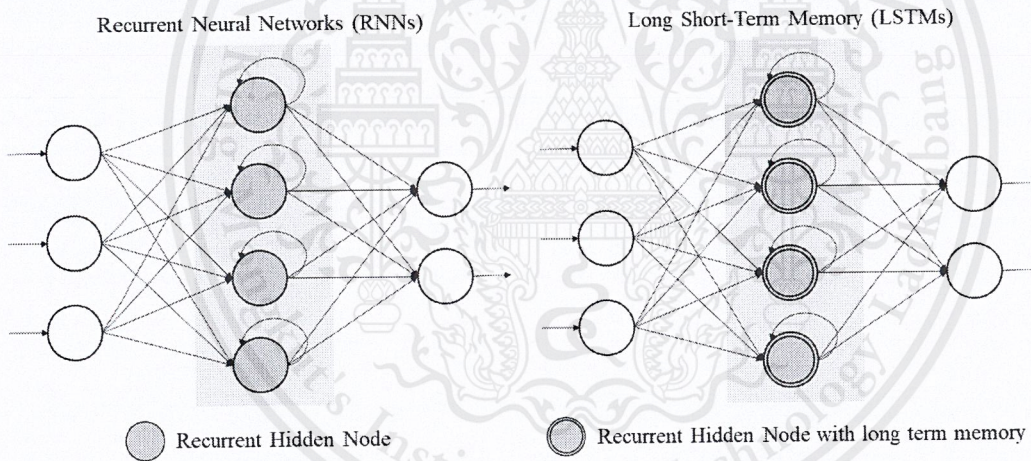 Recurrent Neural Networks (RNNs)
Long Short-Term Memory (LSTMs)
Recurrent Hidden Node
Recurrent Hidden Node with long term memory